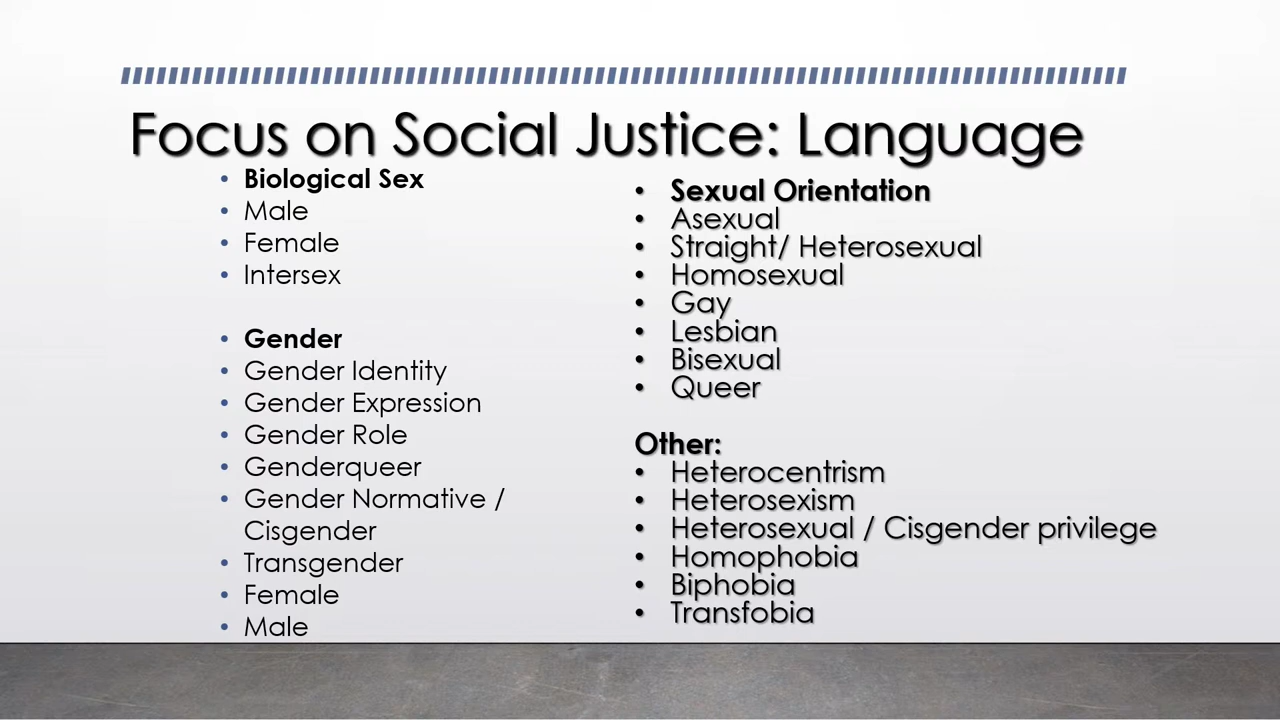 Focus on Social Justice: Language
• Biological Sex
• Male
• Female
• Intersex
• Gender
• Gender Identity
• Gender Expression
• Gender Role
• Genderqueer
• Gender Normative /
Cisgender
• Transgender
• Female
• Male
• Sexual Orientation
• Asexual
• Straight/ Heterosexual
• Homosexual
• Gay
• Lesbian
• Bisexual
• Queer
Other:
• Heterocentrism
• Heterosexism
• Heterosexual / Cisgender privilege
• Homophobia
• Biphobia
• Transfobia